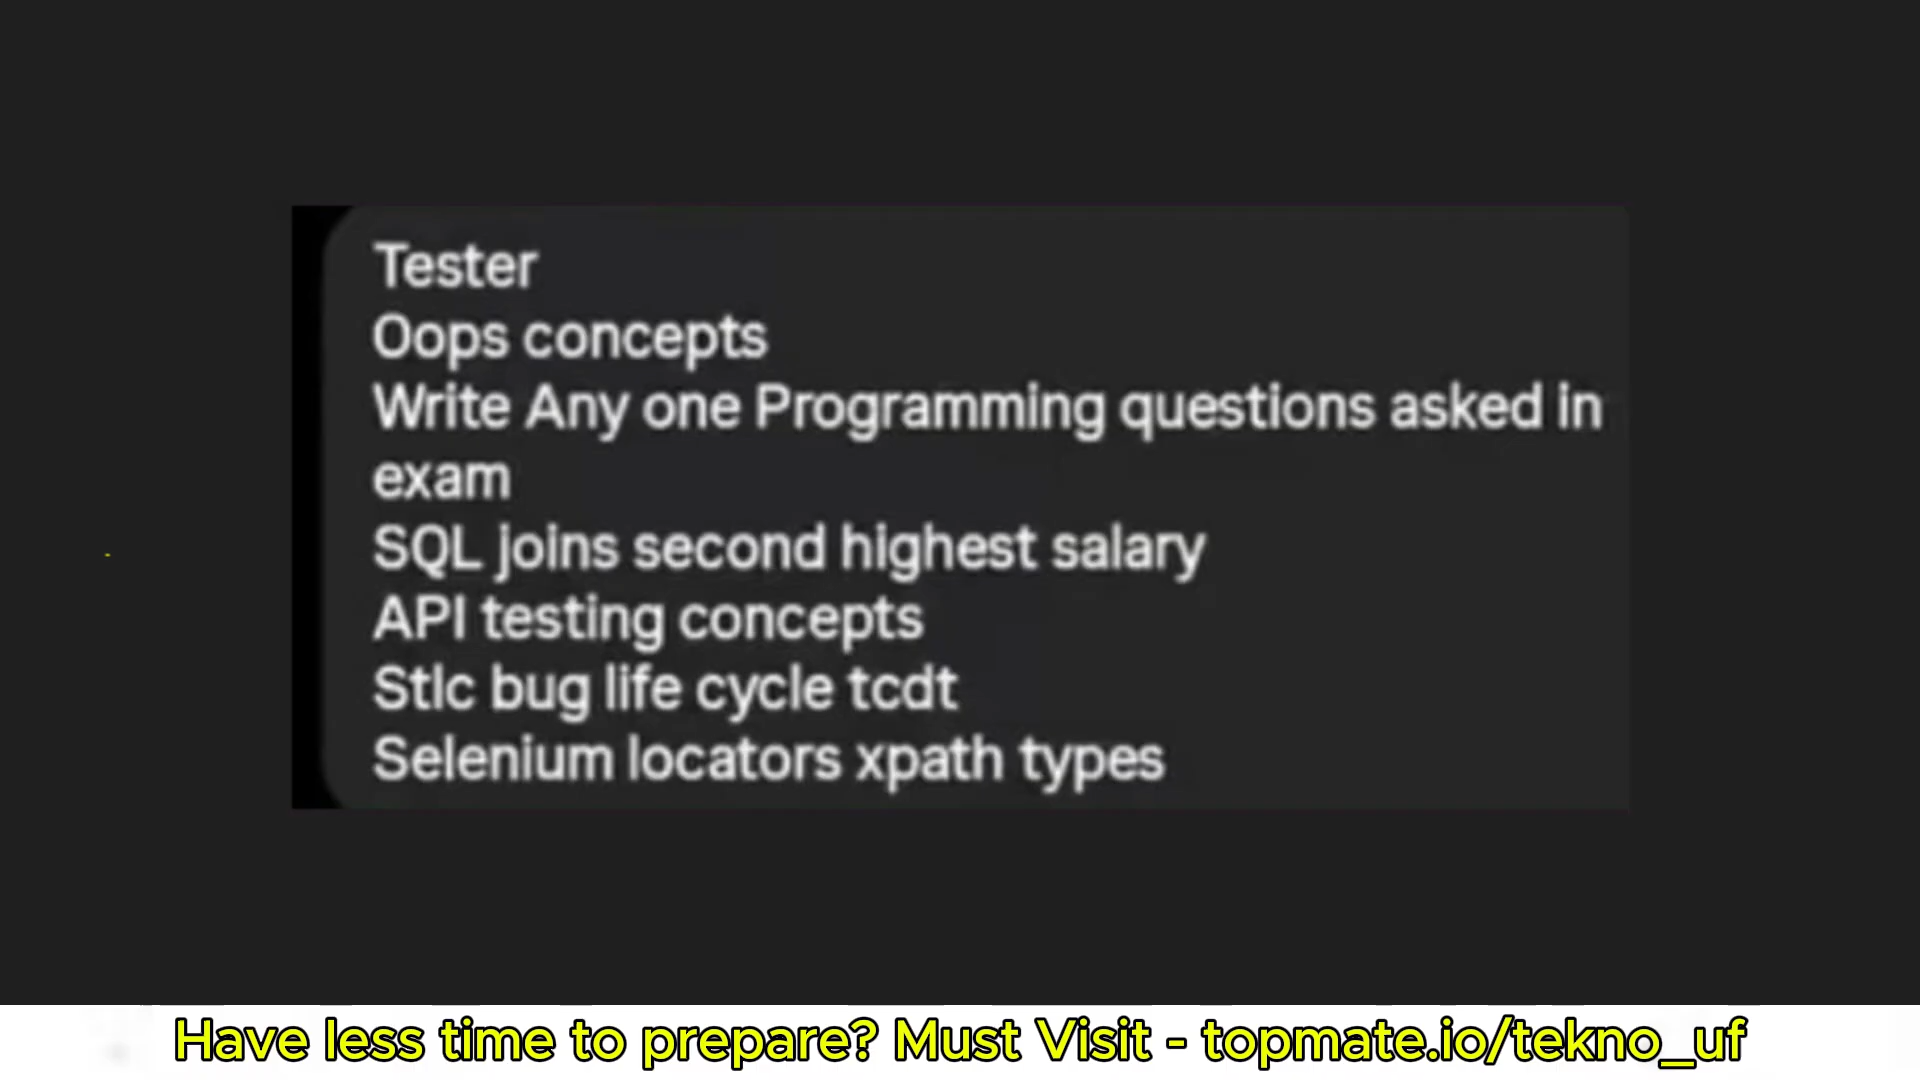 Tester
Oops concepts
Write Any one Programming questions asked in
exam
SQL joins second highest salary
API testing concepts
Stlc bug life cycle tcdt
Selenium locators xpath types
Have less time to prepare? Must Visit - topmate.io/tekno_uf